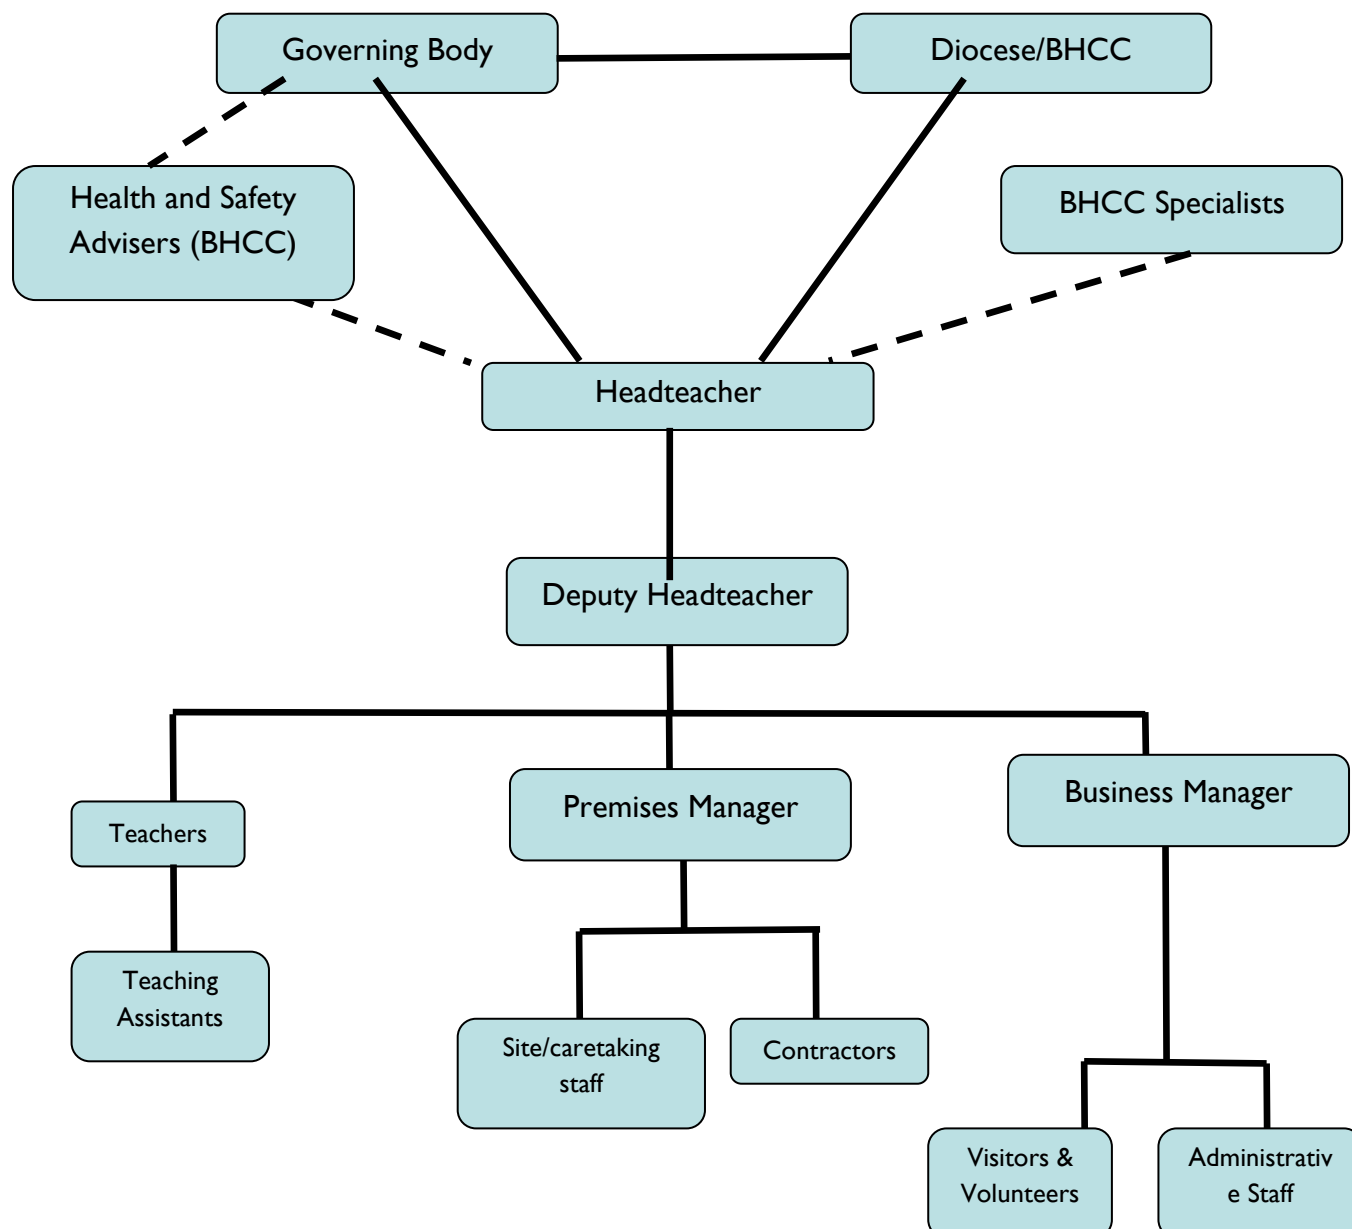 Governing Body
Diocese/BHCC
Health and Safety
Advisers (BHCC)
BHCC Specialists
Headteacher
Deputy Headteacher
Premises Manager
Business Manager
Teachers
Teaching
Assistants
Site/caretaking
staff
Contractors
Visitors &
Volunteers
Administrativ
e Staff